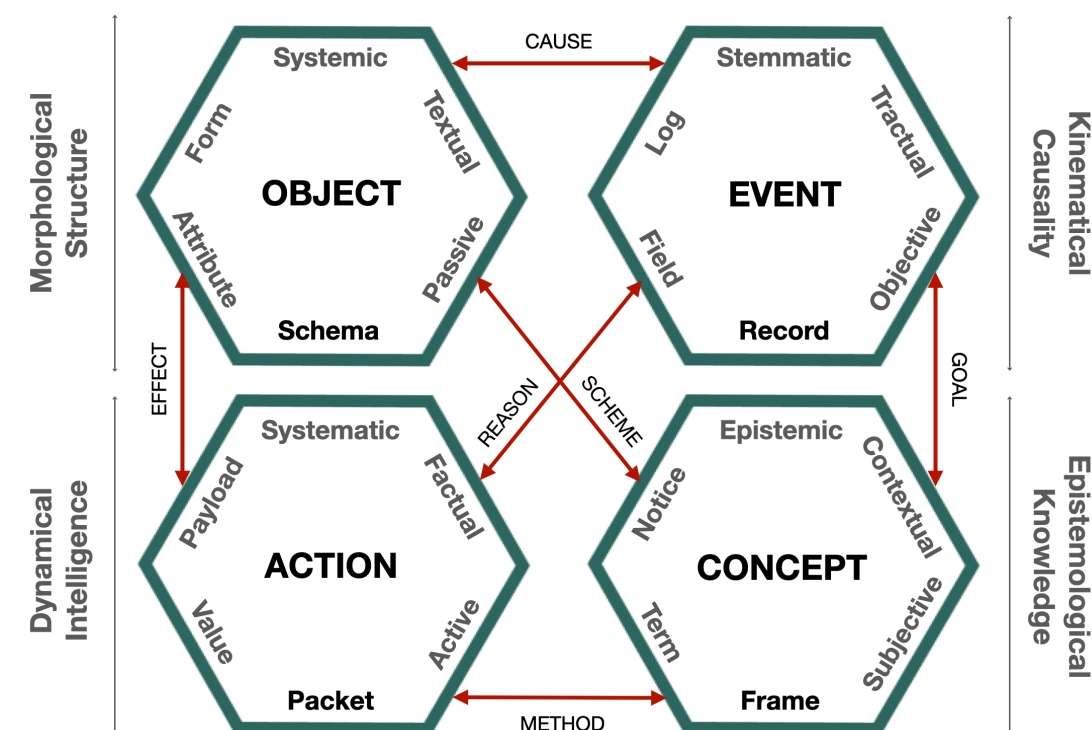 CAUSE
Morphological
Structure
Systemic
Form
Textual
OBJECT
Attribute
Passive
Schema
Stemmatic
Log
Tractual
EVENT
Field
Objective
Record
Kinematical
Causality
EFFECT
REASON
SCHEME
GOAL
Dynamical
Intelligence
Systematic
Payload
Factual
ACTION
Value
Active
Packet
Epistemic
Notice
Contextual
CONCEPT
Term
Subjective
Frame
Epistemological
Knowledge
METHOD